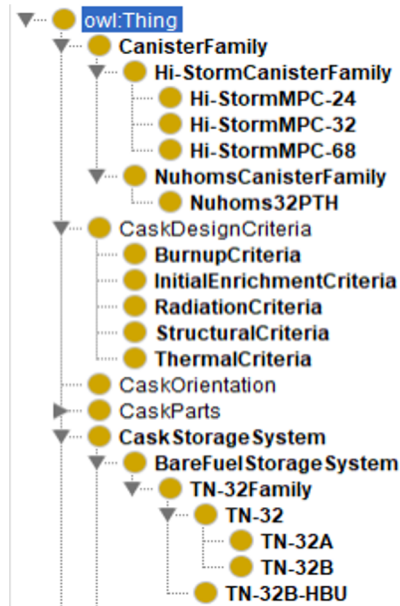 owl:Thing
CanisterFamily
Hi-StormCanisterFamily
Hi-StormMPC-24
Hi-StormMPC-32
Hi-StormMPC-68
NuhomsCanisterFamily
Nuhoms32PTH
CaskDesignCriteria
BurnupCriteria
InitialEnrichmentCriteria
RadiationCriteria
StructuralCriteria
ThermalCriteria
CaskOrientation
CaskParts
CaskStorageSystem
BareFuelStorageSystem
TN-32Family
TN-32
TN-32A
TN-32B
TN-32B-HBU